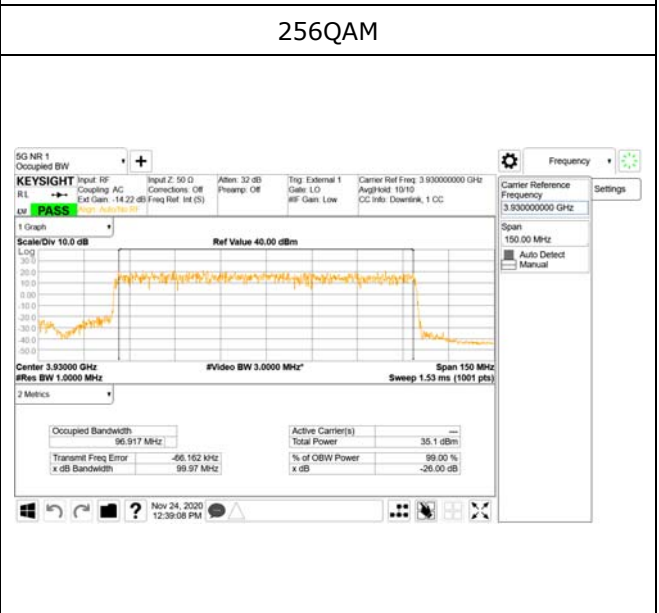 256QAM
5G NR 1
Occupied BW
Frequency
KEYSIGHT
RL
PASS
Input: RF
Coupling: AC
Ext Gain: -14.22 dB
Align: Auto/No RF
Input Z: 50 Ω
Corrections: Off
Freq Ref: Int (S)
Atten: 32 dB
Preamp: Off
Trig: External 1
Gate: LO
#IF Gain: Low
Carrier Ref Freq: 3.930000000 GHz
Avg|Hold: 10/10
CC Info: Downlink, 1 CC
Carrier Reference
Frequency
3.930000000 GHz
Settings
Span
150.00 MHz
Auto Detect
Manual
1 Graph
Scale/Div 10.0 dB
Ref Value 40.00 dBm
Log
30.0
20.0
10.0
0.00
-10.0
-20.0
-30.0
-40.0
-50.0
Center 3.93000 GHz
#Video BW 3.0000 MHz*
Span 150 MHz
#Res BW 1.0000 MHz
Sweep 1.53 ms (1001 pts)
2 Metrics
Occupied Bandwidth
96.917 MHz
Transmit Freq Error -66.162 kHz
x dB Bandwidth 99.97 MHz
Active Carrier(s) ---
Total Power 35.1 dBm
% of OBW Power 99.00 %
x dB -26.00 dB
?
Nov 24, 2020
12:39:08 PM